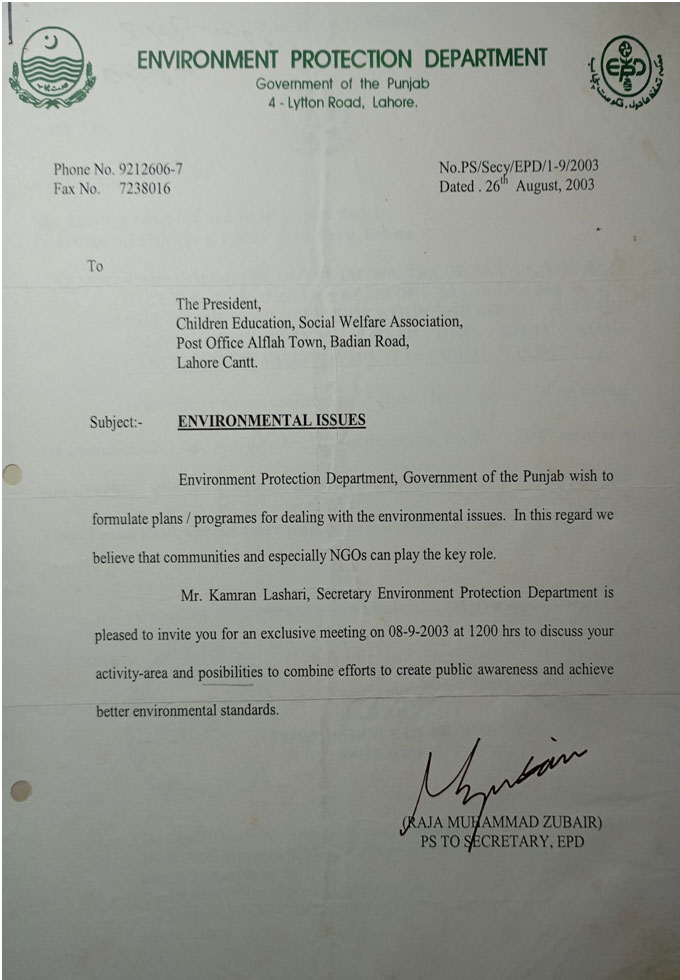 ENVIRONMENT PROTECTION DEPARTMENT
Government of the Punjab
4 - Lytton Road, Lahore.
EPD
Phone No. 9212606-7
Fax No. 7238016
No.PS/Secy/EPD/1-9/2003
Dated . 26th August, 2003
To
The President,
Children Education, Social Welfare Association,
Post Office Alflah Town, Badian Road,
Lahore Cantt.
Subject:- ENVIRONMENTAL ISSUES
Environment Protection Department, Government of the Punjab wish to
formulate plans / programes for dealing with the environmental issues. In this regard we
believe that communities and especially NGOs can play the key role.
Mr. Kamran Lashari, Secretary Environment Protection Department is
pleased to invite you for an exclusive meeting on 08-9-2003 at 1200 hrs to discuss your
activity-area and posibilities to combine efforts to create public awareness and achieve
better environmental standards.
(RAJA MUHAMMAD ZUBAIR)
PS TO SECRETARY, EPD